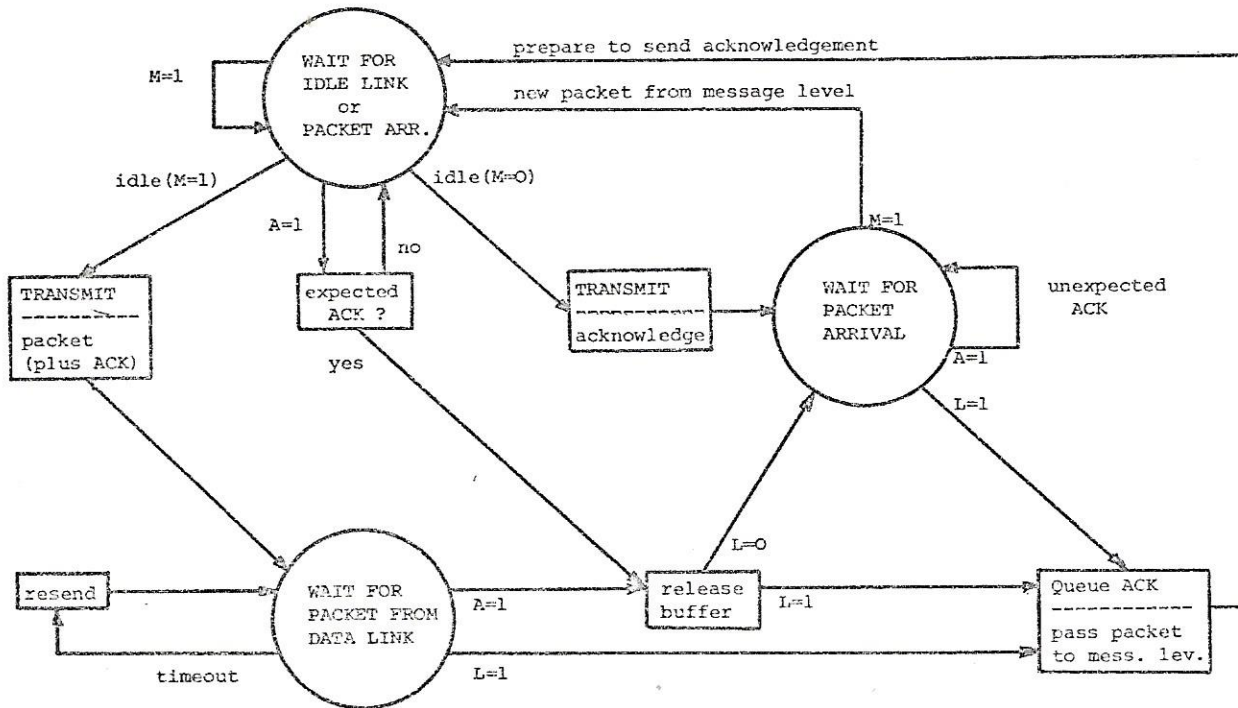 prepare to send acknowledgement
WAIT FOR
IDLE LINK
or
PACKET ARR.
M=1
new packet from message level
idle(M=1)
idle(M=O)
A=1
no
M=1
expected
ACK ?
TRANSMIT
-----------
packet
(plus ACK)
TRANSMIT
-----------
acknowledge
WAIT FOR
PACKET
ARRIVAL
unexpected
ACK
A=1
yes
L=1
L=O
resend
WAIT FOR
PACKET FROM
DATA LINK
A=1
release
buffer
L=1
Queue ACK
-----------
pass packet
to mess. lev.
timeout
L=1